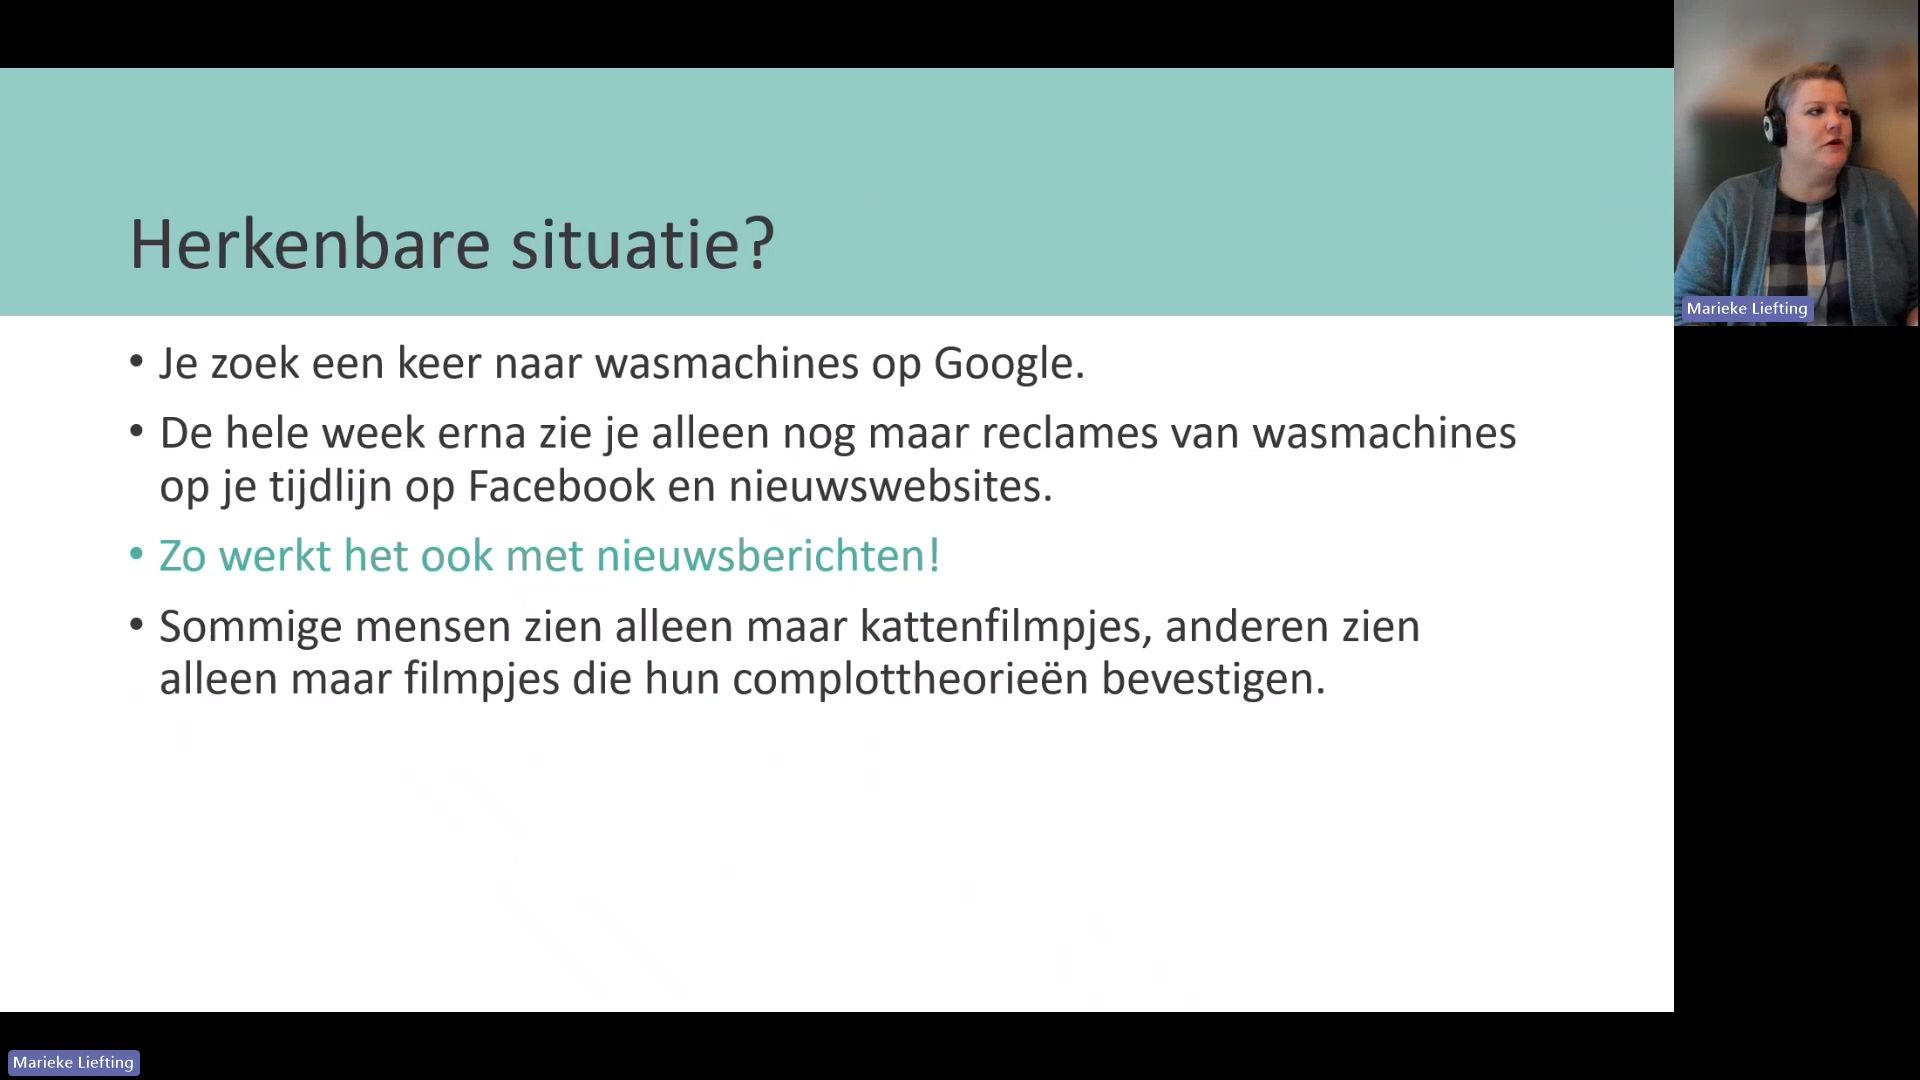 Herkenbare situatie?
• Je zoek een keer naar wasmachines op Google.
• De hele week erna zie je alleen nog maar reclames van wasmachines
op je tijdlijn op Facebook en nieuwswebsites.
• Zo werkt het ook met nieuwsberichten!
• Sommige mensen zien alleen maar kattenfilmpjes, anderen zien
alleen maar filmpjes die hun complottheorieën bevestigen.
Marieke Liefting
Marieke Liefting